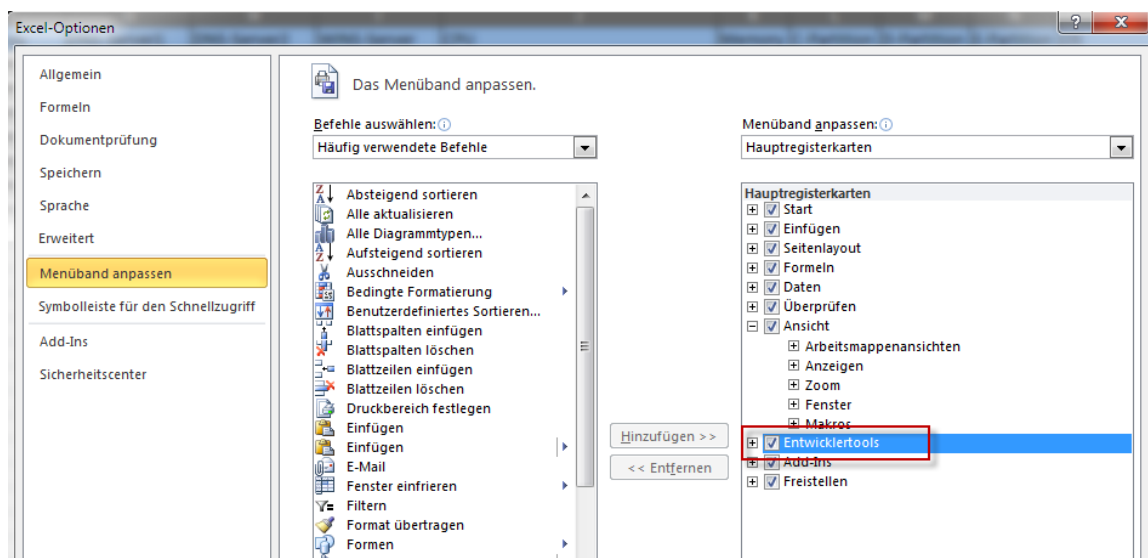 Excel-Optionen
Allgemein
Formeln
Dokumentprüfung
Speichern
Sprache
Erweitert
Menüband anpassen
Symbolleiste für den Schnellzugriff
Add-Ins
Sicherheitscenter
Das Menüband anpassen.
Befehle auswählen:
Häufig verwendete Befehle
Absteigend sortieren
Alle aktualisieren
Alle Diagrammtypen...
Aufsteigend sortieren
Ausschneiden
Bedingte Formatierung
Benutzerdefiniertes Sortieren...
Blattspalten einfügen
Blattspalten löschen
Blattzeilen einfügen
Blattzeilen löschen
Druckbereich festlegen
Einfügen
Einfügen
E-Mail
Fenster einfrieren
Filtern
Format übertragen
Formen
Hinzufügen >>
<< Entfernen
Menüband anpassen:
Hauptregisterkarten
Hauptregisterkarten
Start
Einfügen
Seitenlayout
Formeln
Daten
Überprüfen
Ansicht
Arbeitsmappenansichten
Anzeigen
Zoom
Fenster
Makros
Entwicklertools
Add-Ins
Freistellen